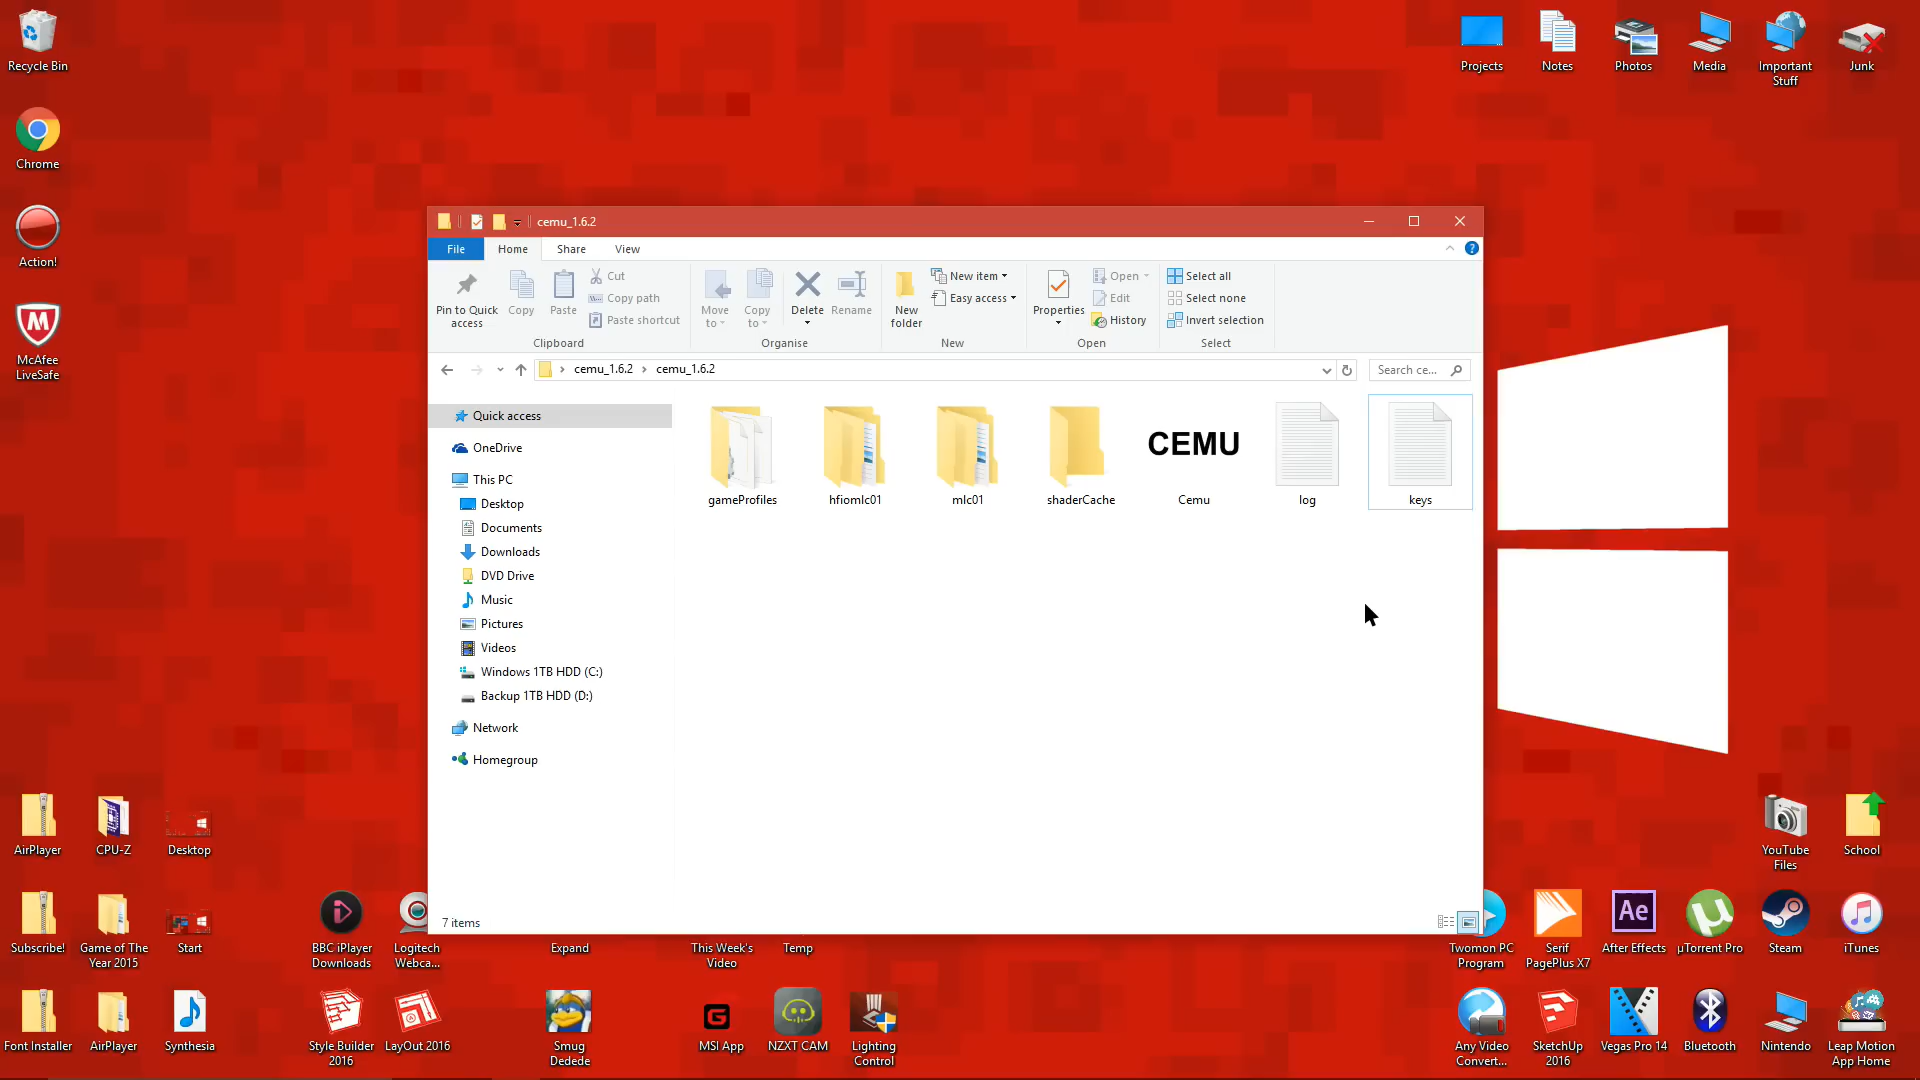 Recycle Bin
Chrome
Action!
McAfee
LiveSafe
Projects
Notes
Photos
Media
Important
Stuff
Junk
cemu_1.6.2
File
Home
Share
View
Pin to Quick
access
Copy
Paste
Cut
Copy path
Paste shortcut
Clipboard
Move
to
Copy
to
Delete
Rename
Organise
New
folder
New item
Easy access
New
Properties
Open
Edit
History
Open
Select all
Select none
Invert selection
Select
cemu_1.6.2
cemu_1.6.2
Search ce...
Quick access
OneDrive
This PC
Desktop
Documents
Downloads
DVD Drive
Music
Pictures
Videos
Windows 1TB HDD (C:)
Backup 1TB HDD (D:)
Network
Homegroup
gameProfiles
hfiomlc01
mlc01
shaderCache
CEMU
Cemu
log
keys
7 items
AirPlayer
CPU-Z
Desktop
YouTube
Files
School
Subscribe!
Game of The
Year 2015
Start
BBC iPlayer
Downloads
Logitech
Webca...
Expand
This Week's
Video
Temp
Twomon PC
Program
Serif
PagePlus X7
Ae
After Effects
µTorrent Pro
Steam
iTunes
Font Installer
AirPlayer
Synthesia
Style Builder
2016
LayOut 2016
Smug
Dedede
MSI App
NZXT CAM
Lighting
Control
Any Video
Convert...
SketchUp
2016
Vegas Pro 14
Bluetooth
Nintendo
Leap Motion
App Home